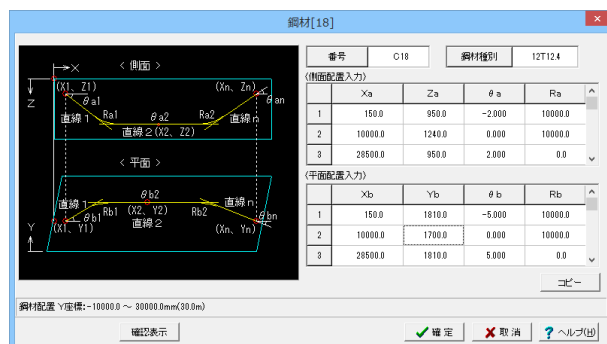 鋼材[18]
×
→X
< 側面 >
(X1、Z1)
(Xn、Zn)
Z
θa1
θan
直線1
Ra1
θa2
Ra2
直線n
直線2(X2、Z2)
< 平面 >
θb2
直線1
θb1
Rb1
(X2、Y2)
Rb2
直線n
θbn
Y
(X1、Y1)
直線2
(Xn、Yn)
番号 C18 鋼材種別 12T12.4
(側面配置入力)
Xa Za θa Ra
1 150.0 950.0 -2.000 10000.0
2 10000.0 1240.0 0.000 10000.0
3 28500.0 950.0 2.000 0.0
(平面配置入力)
Xb Yb θb Rb
1 150.0 1810.0 -5.000 10000.0
2 10000.0 1700.0 0.000 10000.0
3 28500.0 1810.0 5.000 0.0
コピー
鋼材配置 Y座標:-10000.0 ～ 30000.0mm(30.0m)
確認表示
確定
取消
? ヘルプ(H)